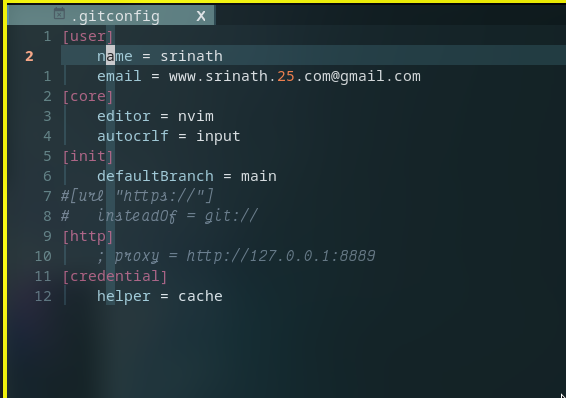 .gitconfig X
1 [user]
2 name = srinath
1 email = www.srinath.25.com@gmail.com
2 [core]
3 editor = nvim
4 autocrlf = input
5 [init]
6 defaultBranch = main
7 #[url "https://"]
8 #   insteadOf = git://
9 [http]
10 ; proxy = http://127.0.0.1:8889
11 [credential]
12 helper = cache